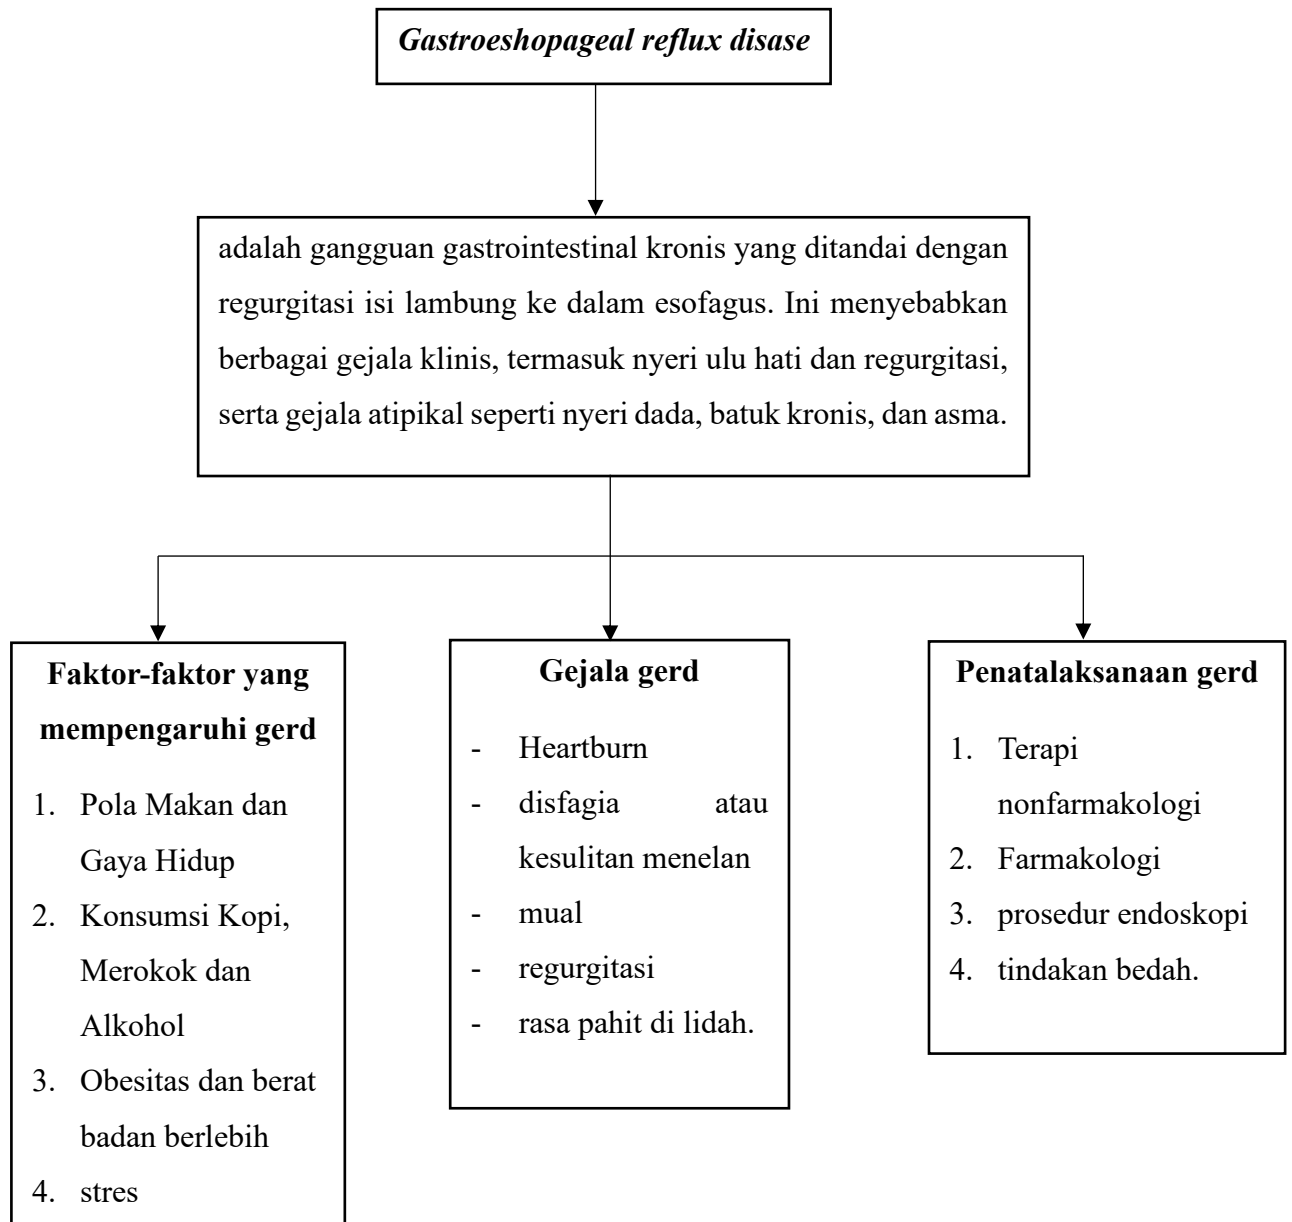 Gastroeshopageal reflux disase
adalah gangguan gastrointestinal kronis yang ditandai dengan
regurgitasi isi lambung ke dalam esofagus. Ini menyebabkan
berbagai gejala klinis, termasuk nyeri ulu hati dan regurgitasi,
serta gejala atipikal seperti nyeri dada, batuk kronis, dan asma.
Faktor-faktor yang
mempengaruhi gerd
1. Pola Makan dan
Gaya Hidup
2. Konsumsi Kopi,
Merokok dan
Alkohol
3. Obesitas dan berat
badan berlebih
4. stres
Gejala gerd
- Heartburn
- disfagia atau
kesulitan menelan
- mual
- regurgitasi
- rasa pahit di lidah.
Penatalaksanaan gerd
1. Terapi
nonfarmakologi
2. Farmakologi
3. prosedur endoskopi
4. tindakan bedah.